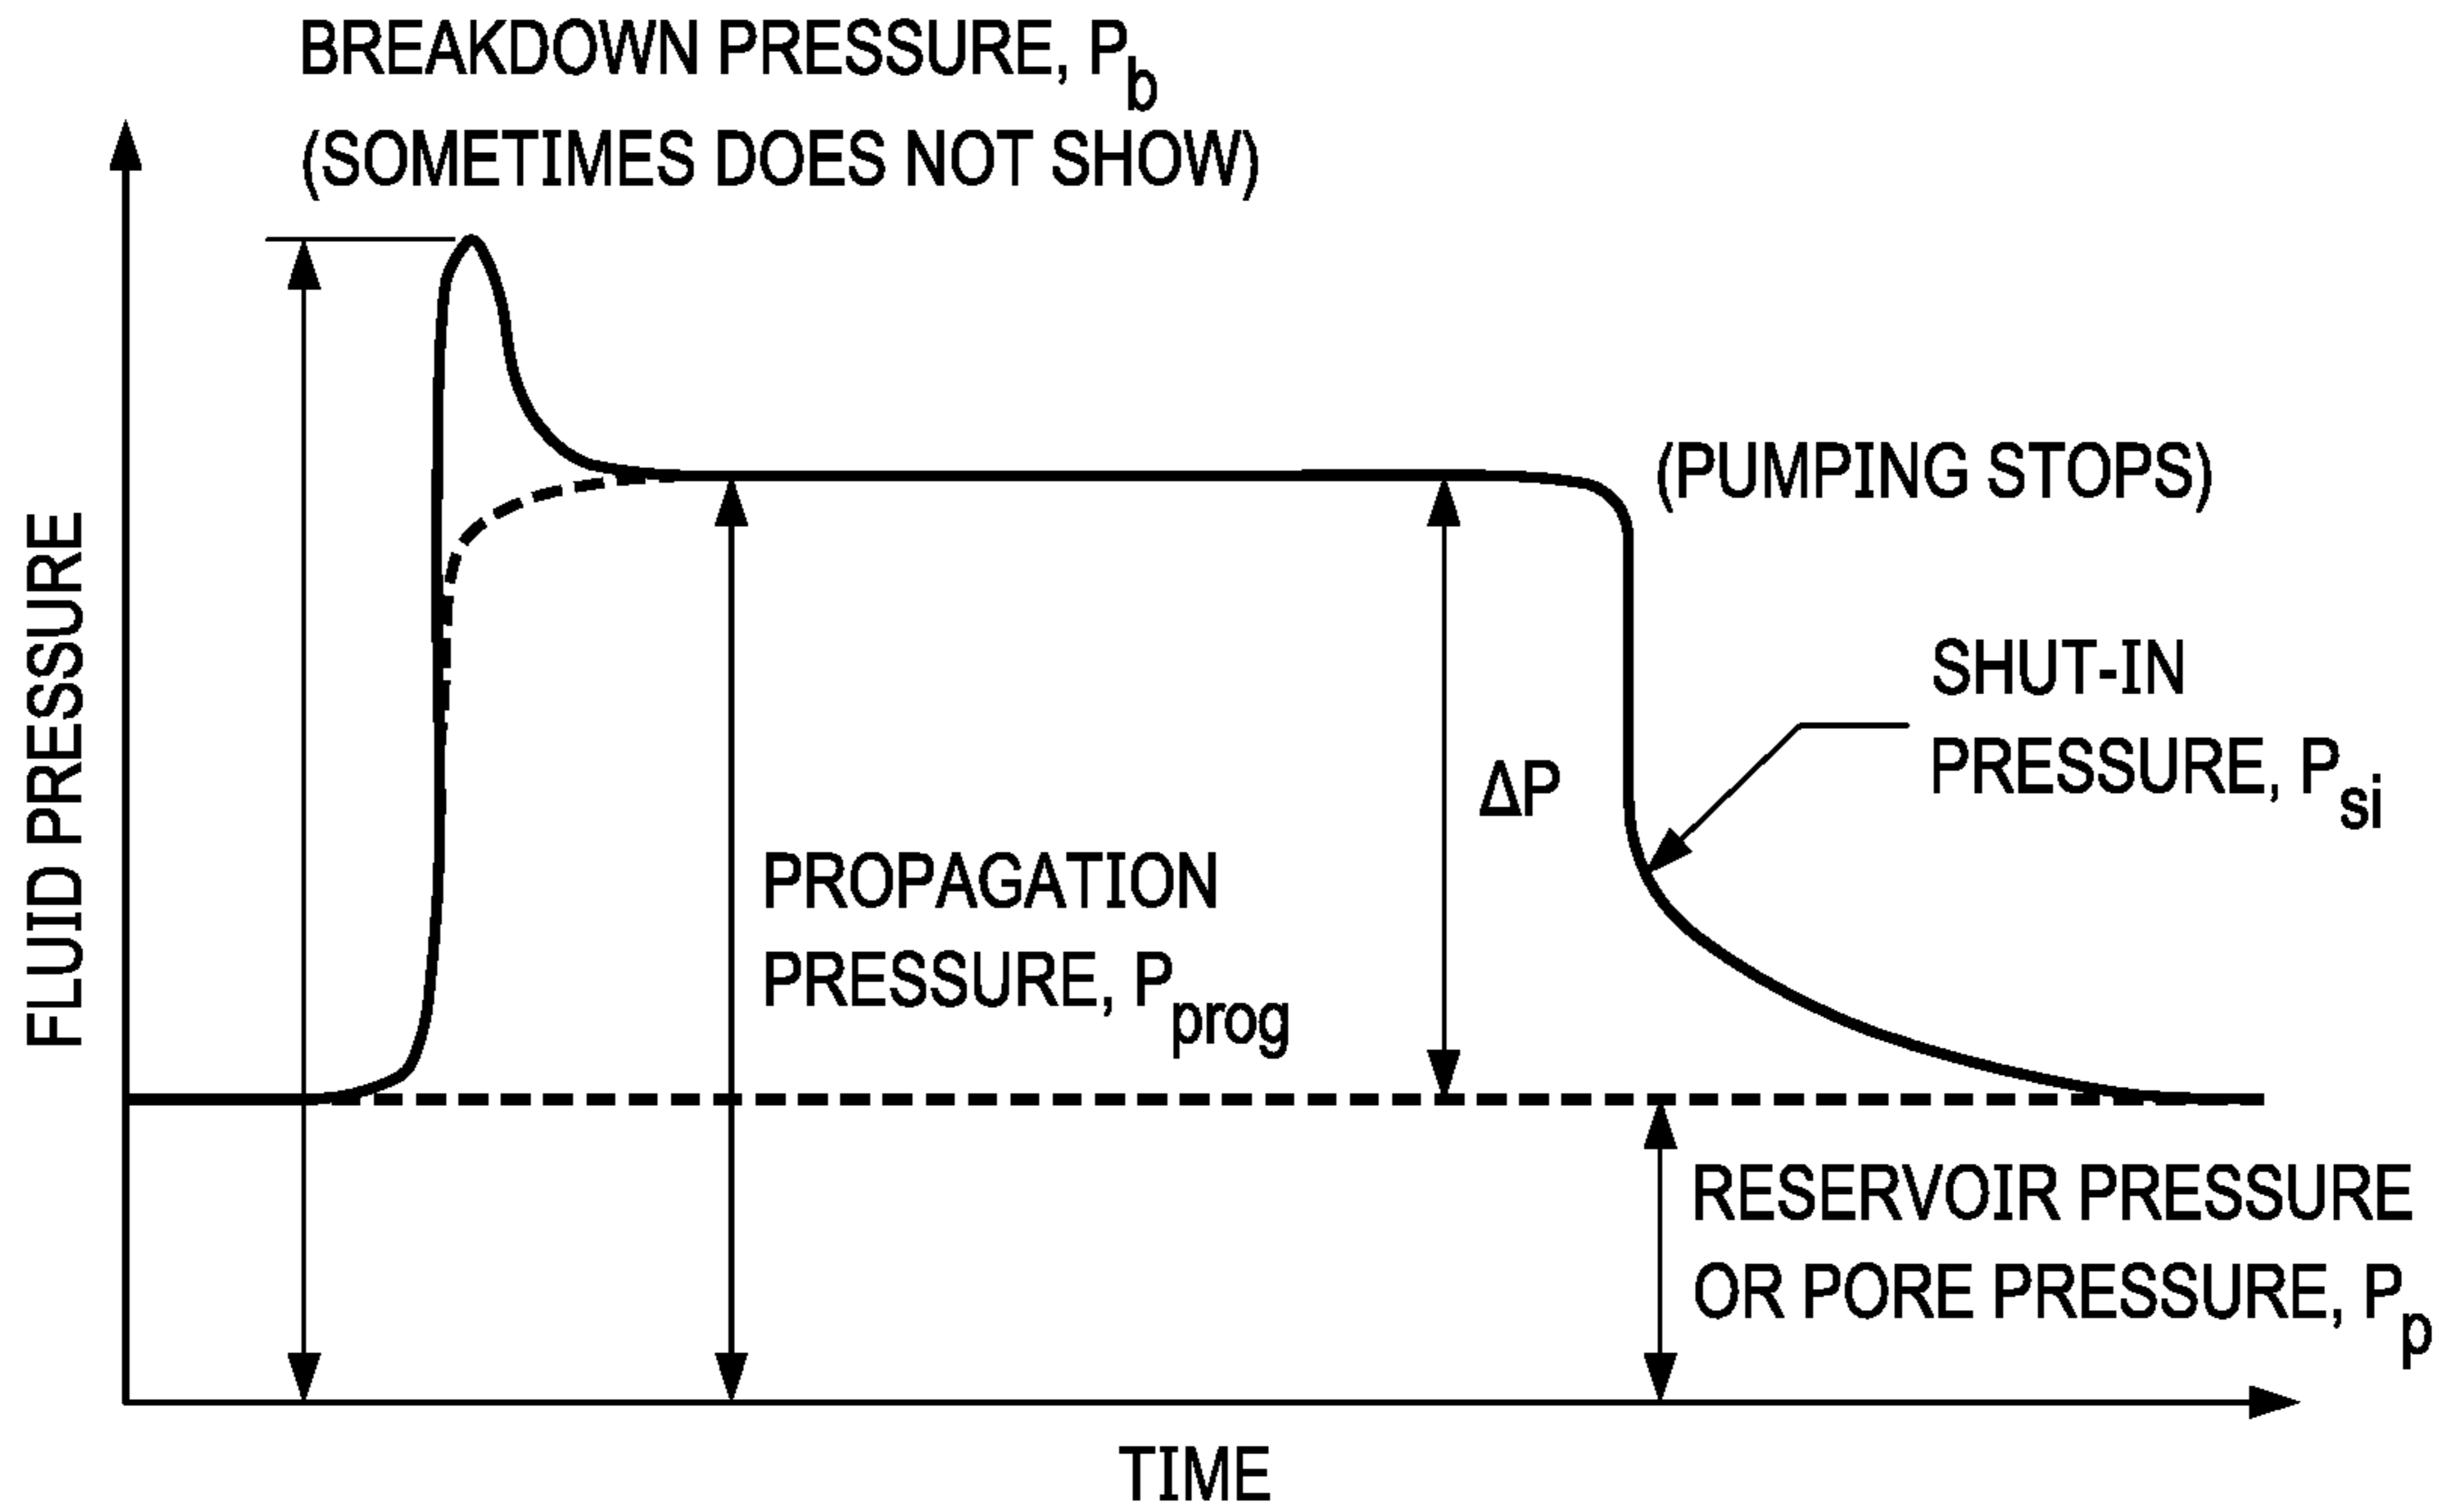 BREAKDOWN PRESSURE, Pb
(SOMETIMES DOES NOT SHOW)
(PUMPING STOPS)
FLUID PRESSURE
SHUT-IN
PRESSURE, Psi
ΔP
PROPAGATION
PRESSURE, Pprog
RESERVOIR PRESSURE
OR PORE PRESSURE, Pp
TIME